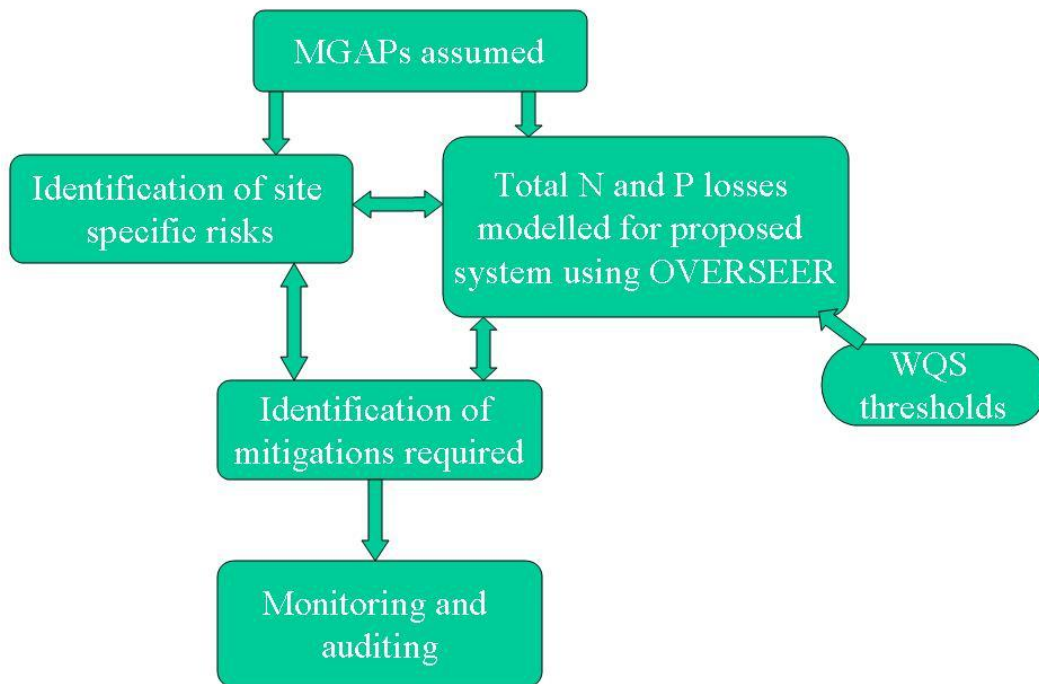 MGAPs assumed
Identification of site
specific risks
Total N and P losses
modelled for proposed
system using OVERSEER
WQS
thresholds
Identification of
mitigations required
Monitoring and
auditing